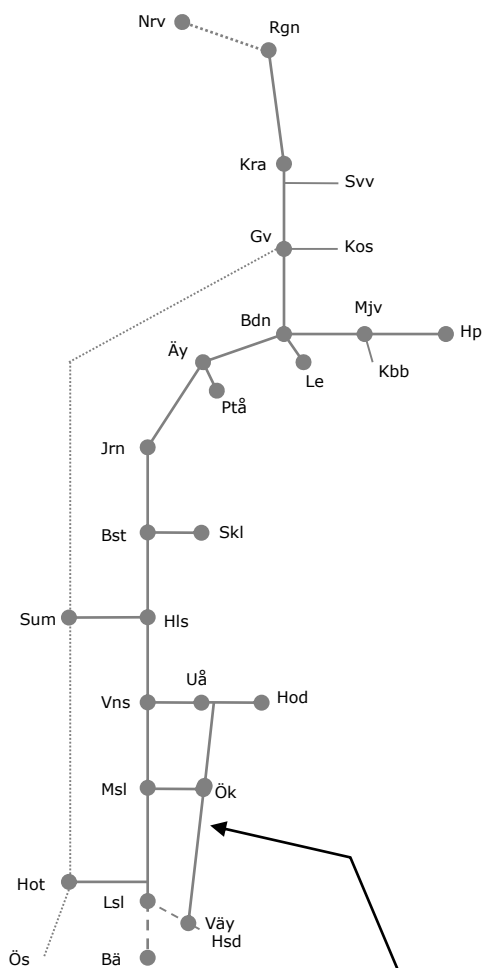 Nrv
Rgn
Kra
Svv
Gv
Kos
Mjv
Bdn
Hp
Äy
Kbb
Le
Ptå
Jrn
Bst
Skl
Sum
Hls
Uå
Vns
Hod
Msl
Ök
Hot
Lsl
Väy
Hsd
Ös
Bä